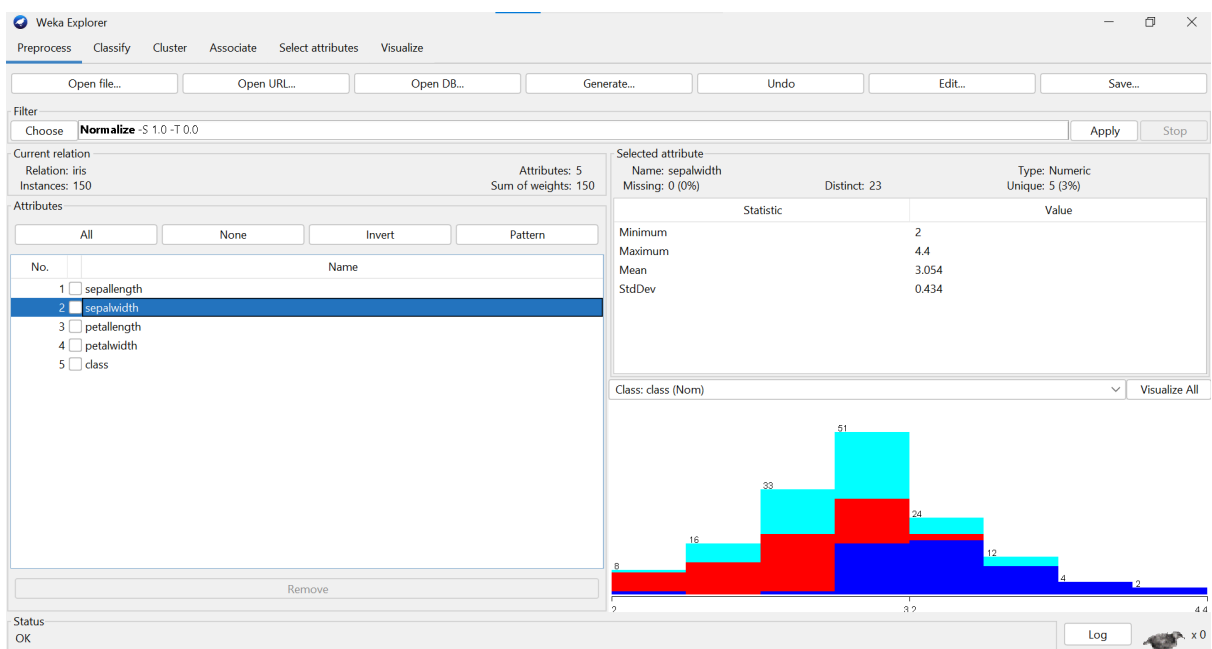 Weka Explorer
Preprocess Classify Cluster Associate Select attributes Visualize
Open file... Open URL... Open DB... Generate... Undo Edit... Save...
Filter
Choose Normalize -S 1.0 -T 0.0 Apply Stop
Current relation
Relation: iris Attributes: 5
Instances: 150 Sum of weights: 150
Attributes
All None Invert Pattern
No. Name
1 sepallength
2 sepalwidth
3 petallength
4 petalwidth
5 class
Remove
Selected attribute
Name: sepalwidth Type: Numeric
Missing: 0 (0%) Distinct: 23 Unique: 5 (3%)
Statistic Value
Minimum 2
Maximum 4.4
Mean 3.054
StdDev 0.434
Class: class (Nom) Visualize All
51
33
24
16
12
8
4
2
2 3.2 4.4
Status
OK Log x 0